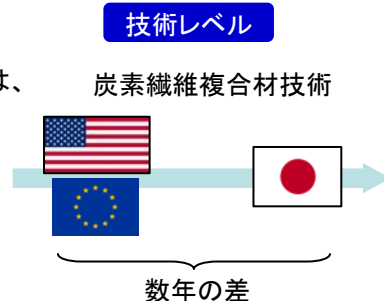 技術レベル
は、
炭素繊維複合材技術
数年の差